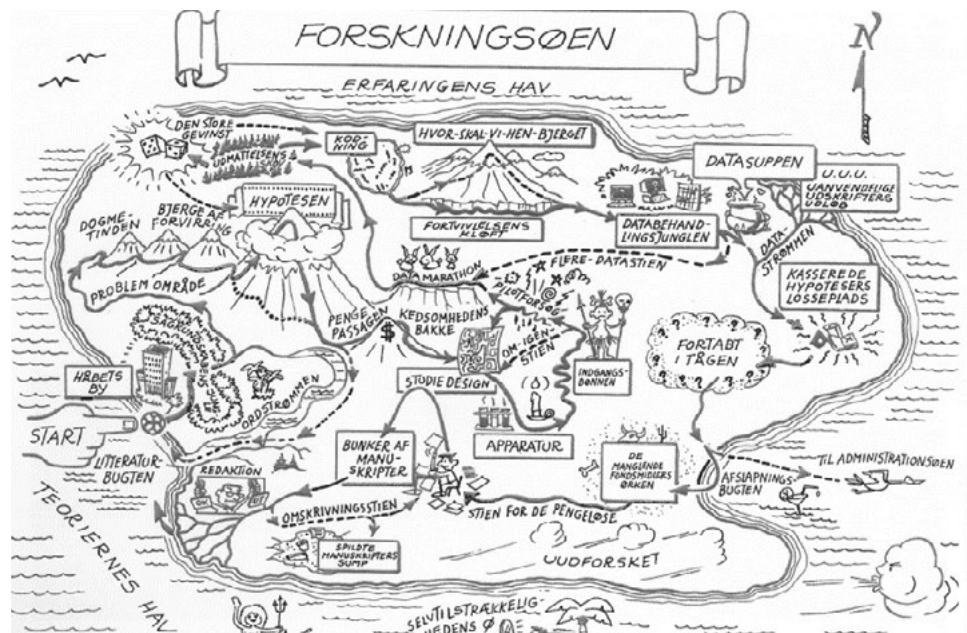 FORSKNINGSØEN
ERFARINGENS HAV
N
DEN STORE
GEVINST
UDMATTELSENS
KOD-
NING
HVOR-SKAL-VI-HEN-BJERGET
DATASUPPEN
U.U.U.
UANVENDELIGE
UDSKRIFTERS
UDLØB
HYPOTESEN
DOGME-
TINDEN
BJERGE AF
FORVIRRING
FORTVIVLELSENS
KLØFT
DATABEHAND-
LINGSJUNGLEN
DATA-
STRØMMEN
FLERE-DATASTIEN
DATAMARATHON
PILOTFORSØG
KASSEREDE
HYPOTESERS
LOSSEPLADS
PROBLEM OMRÅDE
PENGE
PASSAGEN
$
KEDSOMHEDENS
BAKKE
OM-IGEN-
STIEN
FORTABT
I TÅGEN
INDGANGS-
BØNNEN
HÅBETS
BY
ORDSTRØMMEN
STUDIE DESIGN
START
APPARATUR
LITTERATUR-
BUGTEN
REDAKTION
BUNKER AF
MANU-
SKRIPTER
DE
MANGLENDE
FONDSMIDLERS
ØRKEN
AFSLAPNINGS-
BUGTEN
TIL ADMINISTRATIONSØEN
OMSKRIVNINGSSTIEN
STIEN FOR DE PENGELØSE
SPILDTE
MANUSKRIPTERS
SUMP
UUDFORSKET
TEORIERNES HAV
SELVTILSTRÆKKELIG-
HEDENS Ø